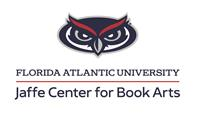 FLORIDA ATLANTIC UNIVERSITY
Jaffe Center for Book Arts